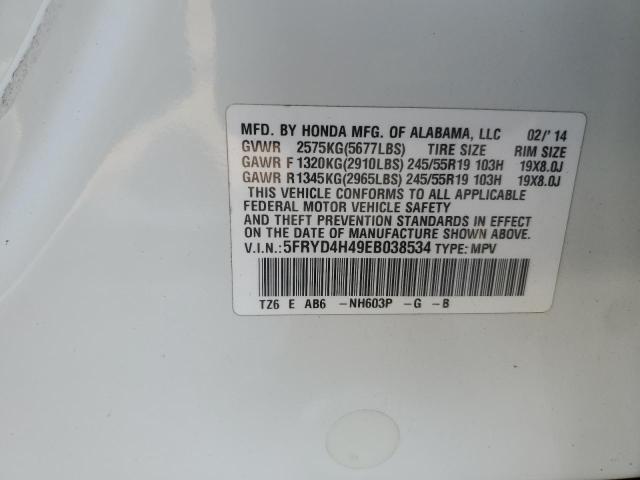 MFD. BY HONDA MFG. OF ALABAMA, LLC 02/'14
GVWR 2575KG(5677LBS) TIRE SIZE RIM SIZE
GAWR F 1320KG(2910LBS) 245/55R19 103H 19X8.0J
GAWR R 1345KG(2965LBS) 245/55R19 103H 19X8.0J
THIS VEHICLE CONFORMS TO ALL APPLICABLE
FEDERAL MOTOR VEHICLE SAFETY
AND THEFT PREVENTION STANDARDS IN EFFECT
ON THE DATE OF MANUFACTURE SHOWN ABOVE.
V.I.N.: 5FRYD4H49EB038534 TYPE: MPV
TZ6 E AB6 -NH603P -G -B